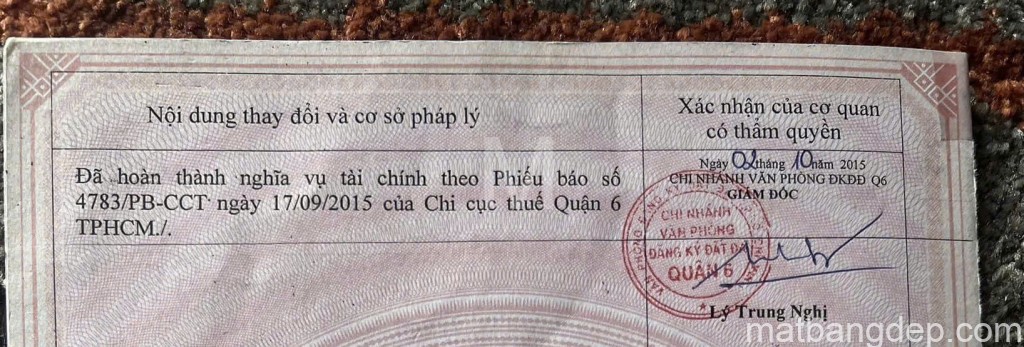 Nội dung thay đổi và cơ sở pháp lý
Xác nhận của cơ quan
có thẩm quyền
Đã hoàn thành nghĩa vụ tài chính theo Phiếu báo số
4783/PB-CCT ngày 17/09/2015 của Chi cục thuế Quận 6
TPHCM./.
Ngày 02 tháng 10 năm 2015
CHI NHÁNH VĂN PHÒNG ĐKĐĐ Q6
GIÁM ĐỐC
CHI NHÁNH
VĂN PHÒNG
ĐĂNG KÝ ĐẤT ĐAI
QUẬN 6
Lý Trung Nghị
matbangdep.com